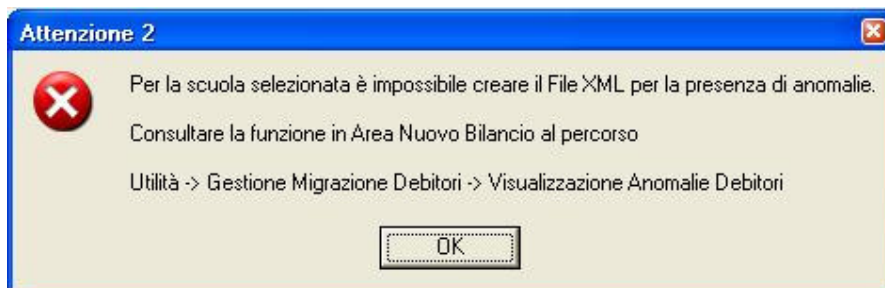 Attenzione 2
Per la scuola selezionata è impossibile creare il File XML per la presenza di anomalie.
Consultare la funzione in Area Nuovo Bilancio al percorso
Utilità -> Gestione Migrazione Debitori -> Visualizzazione Anomalie Debitori
OK